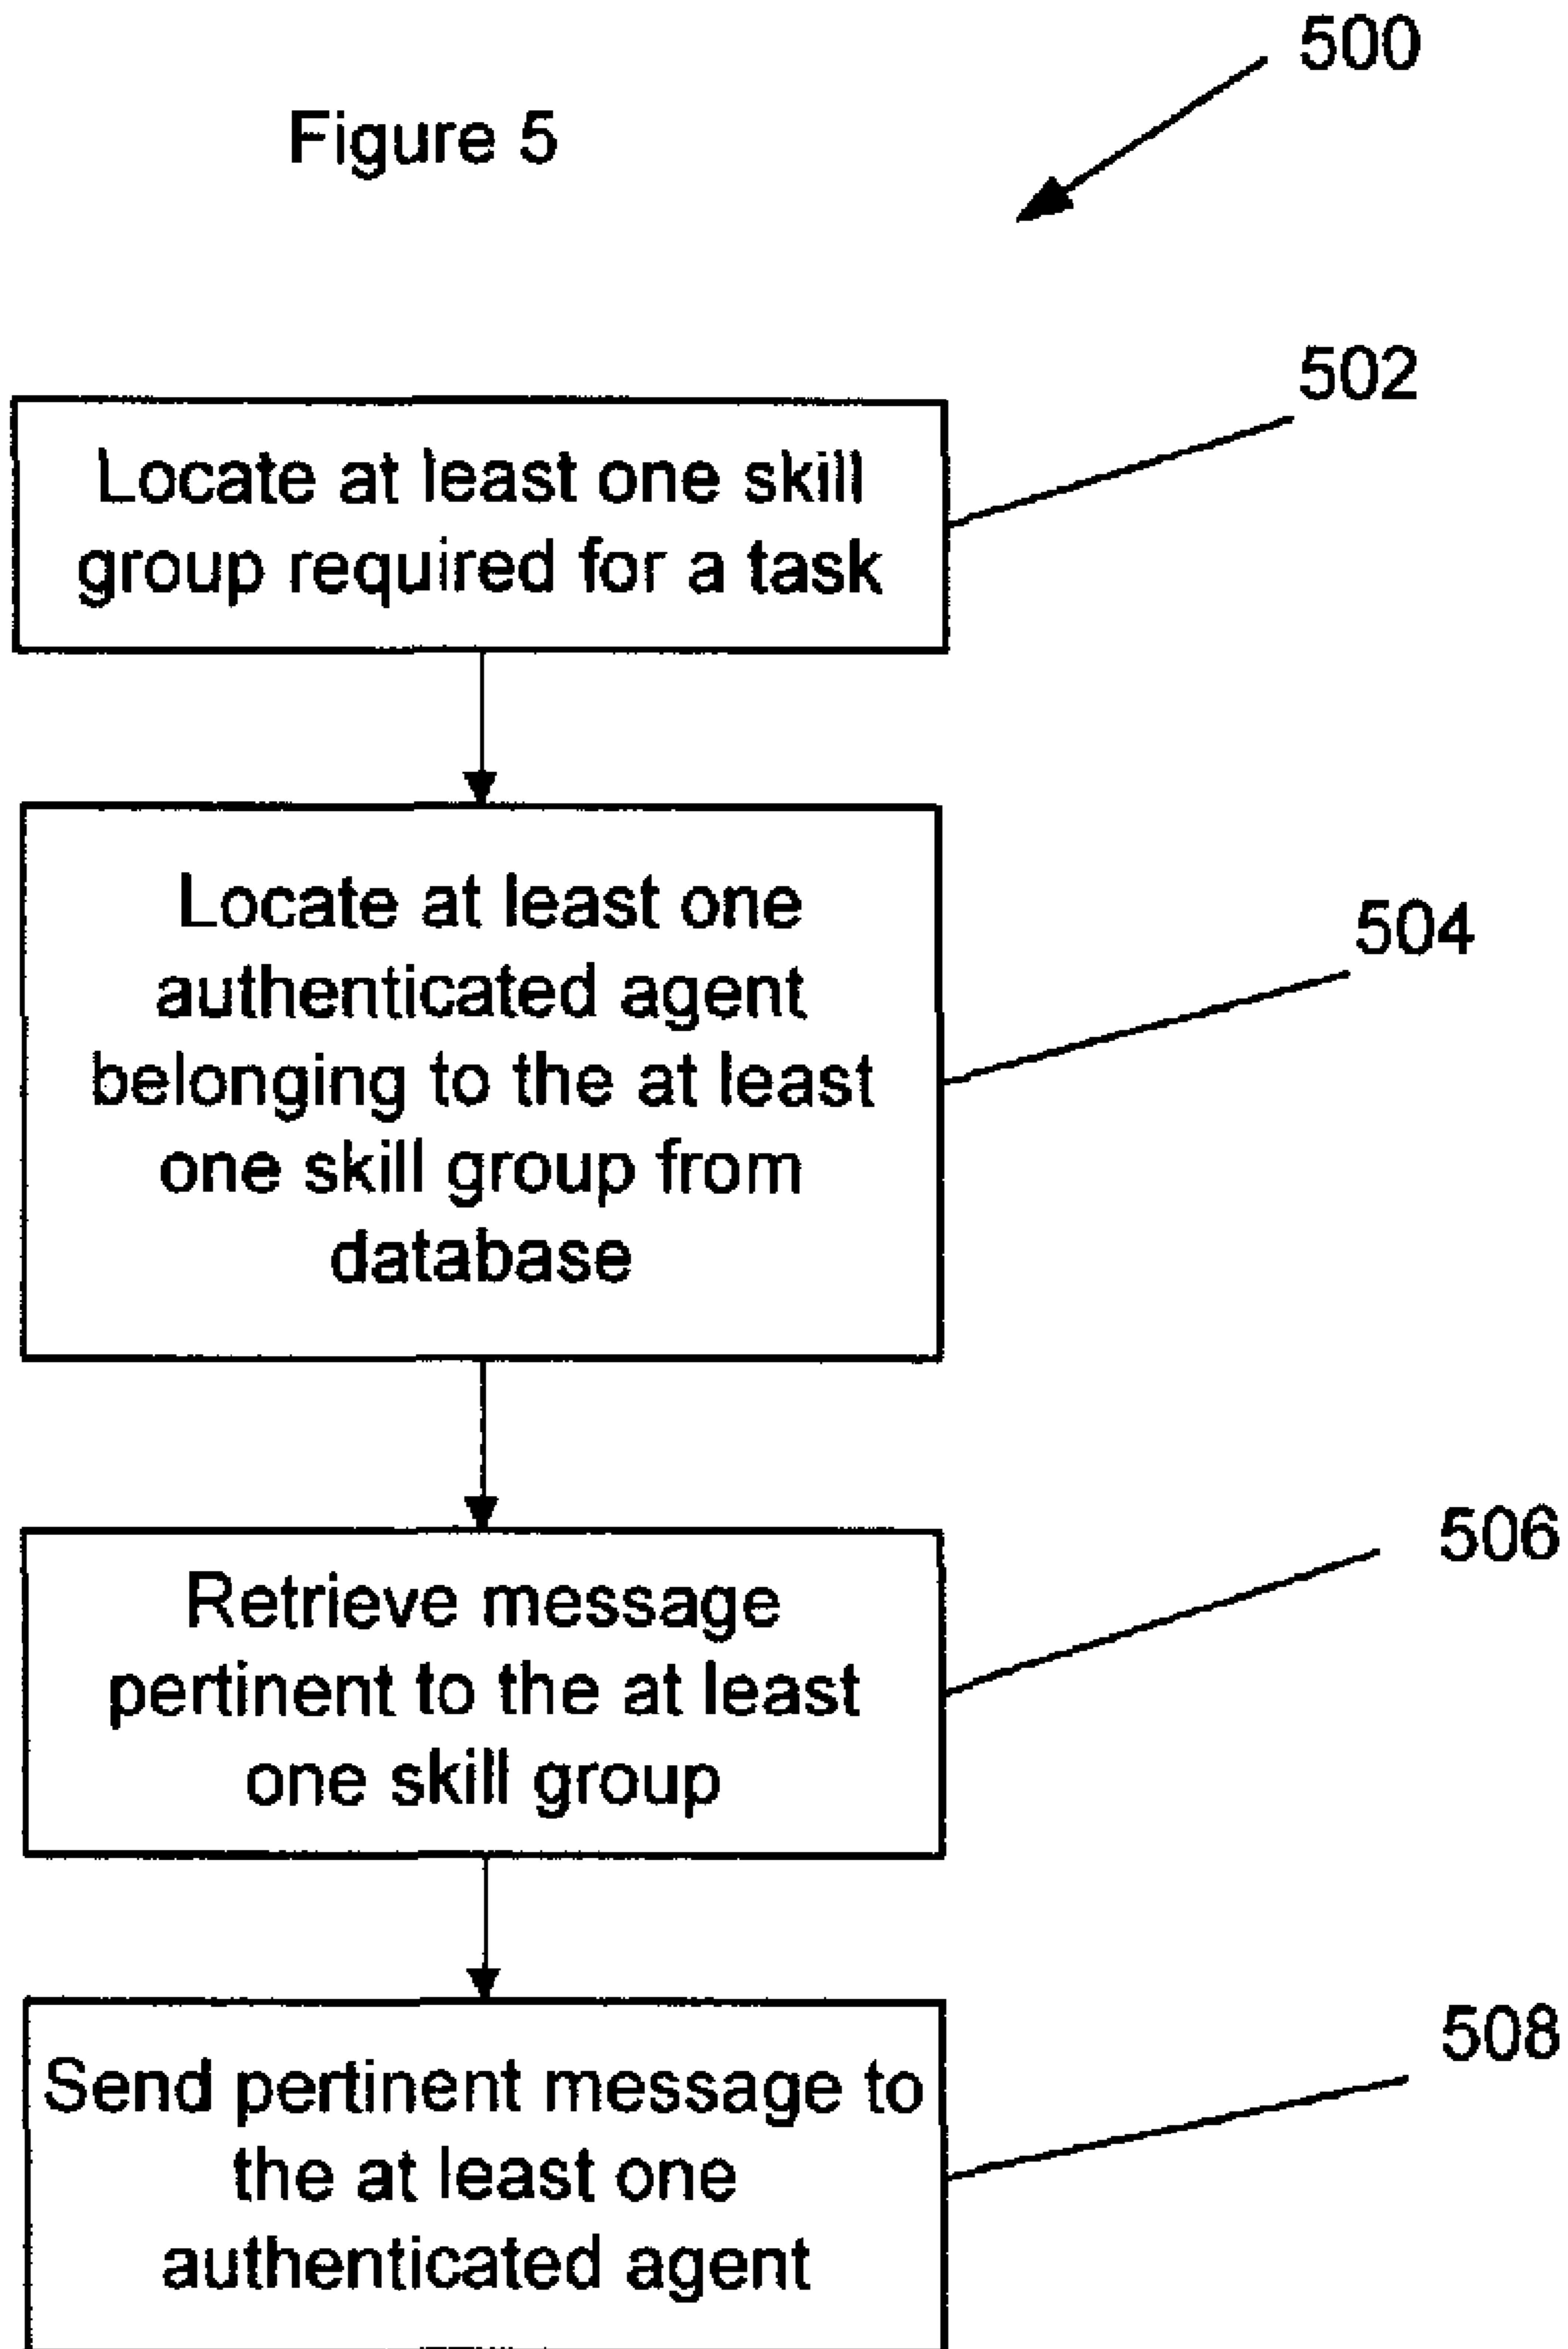 500
Figure 5
502
Locate at least one skill
group required for a task
504
Locate at least one
authenticated agent
belonging to the at least
one skill group from
database
506
Retrieve message
pertinent to the at least
one skill group
508
Send pertinent message to
the at least one
authenticated agent